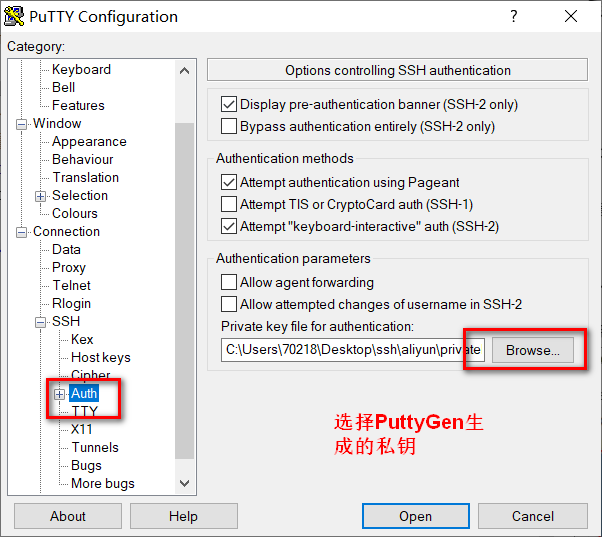 PuTTY Configuration
Category:
Keyboard
Bell
Features
Window
Appearance
Behaviour
Translation
Selection
Colours
Connection
Data
Proxy
Telnet
Rlogin
SSH
Kex
Host keys
Cipher
Auth
TTY
X11
Tunnels
Bugs
More bugs
Options controlling SSH authentication
Display pre-authentication banner (SSH-2 only)
Bypass authentication entirely (SSH-2 only)
Authentication methods
Attempt authentication using Pageant
Attempt TIS or CryptoCard auth (SSH-1)
Attempt "keyboard-interactive" auth (SSH-2)
Authentication parameters
Allow agent forwarding
Allow attempted changes of username in SSH-2
Private key file for authentication:
C:\Users\70218\Desktop\ssh\aliyun\private
Browse...
选择PuttyGen生
成的私钥
About
Help
Open
Cancel